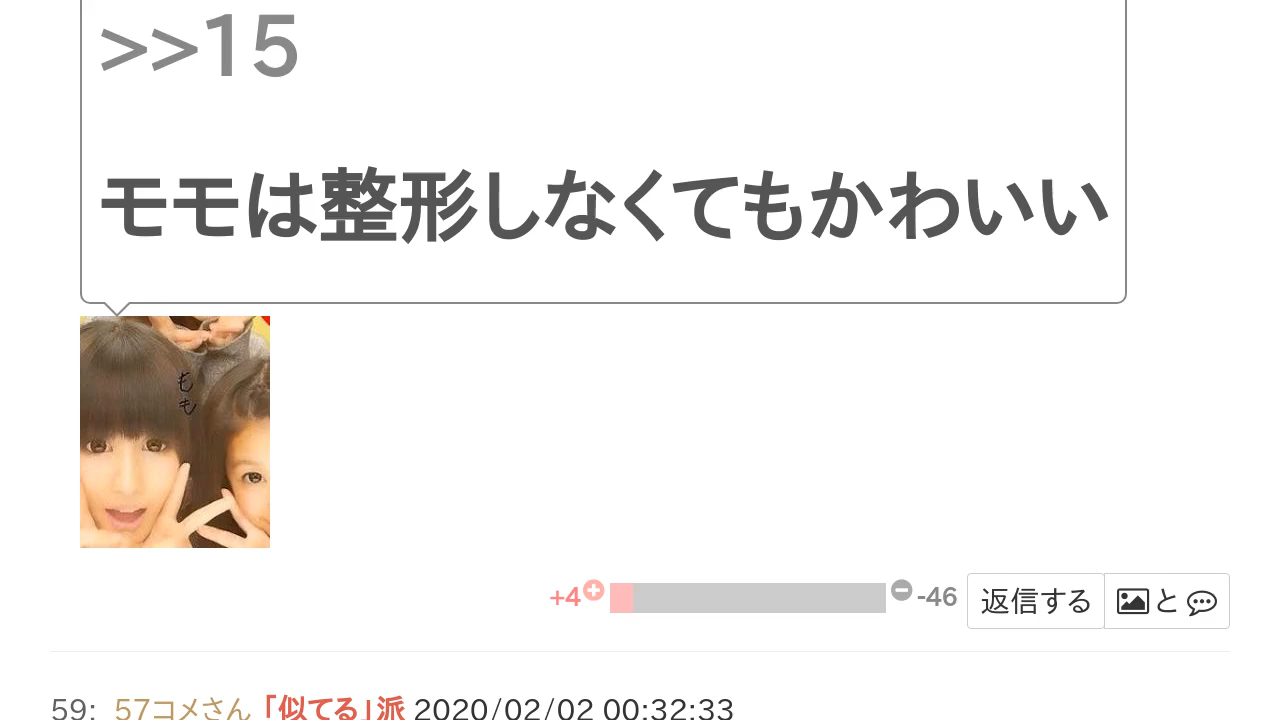 >>15
モモは整形しなくてもかわいい
もも
+4 -46 返信する と
59: 57コメさん 「似てる」派 2020/02/02 00:32:33